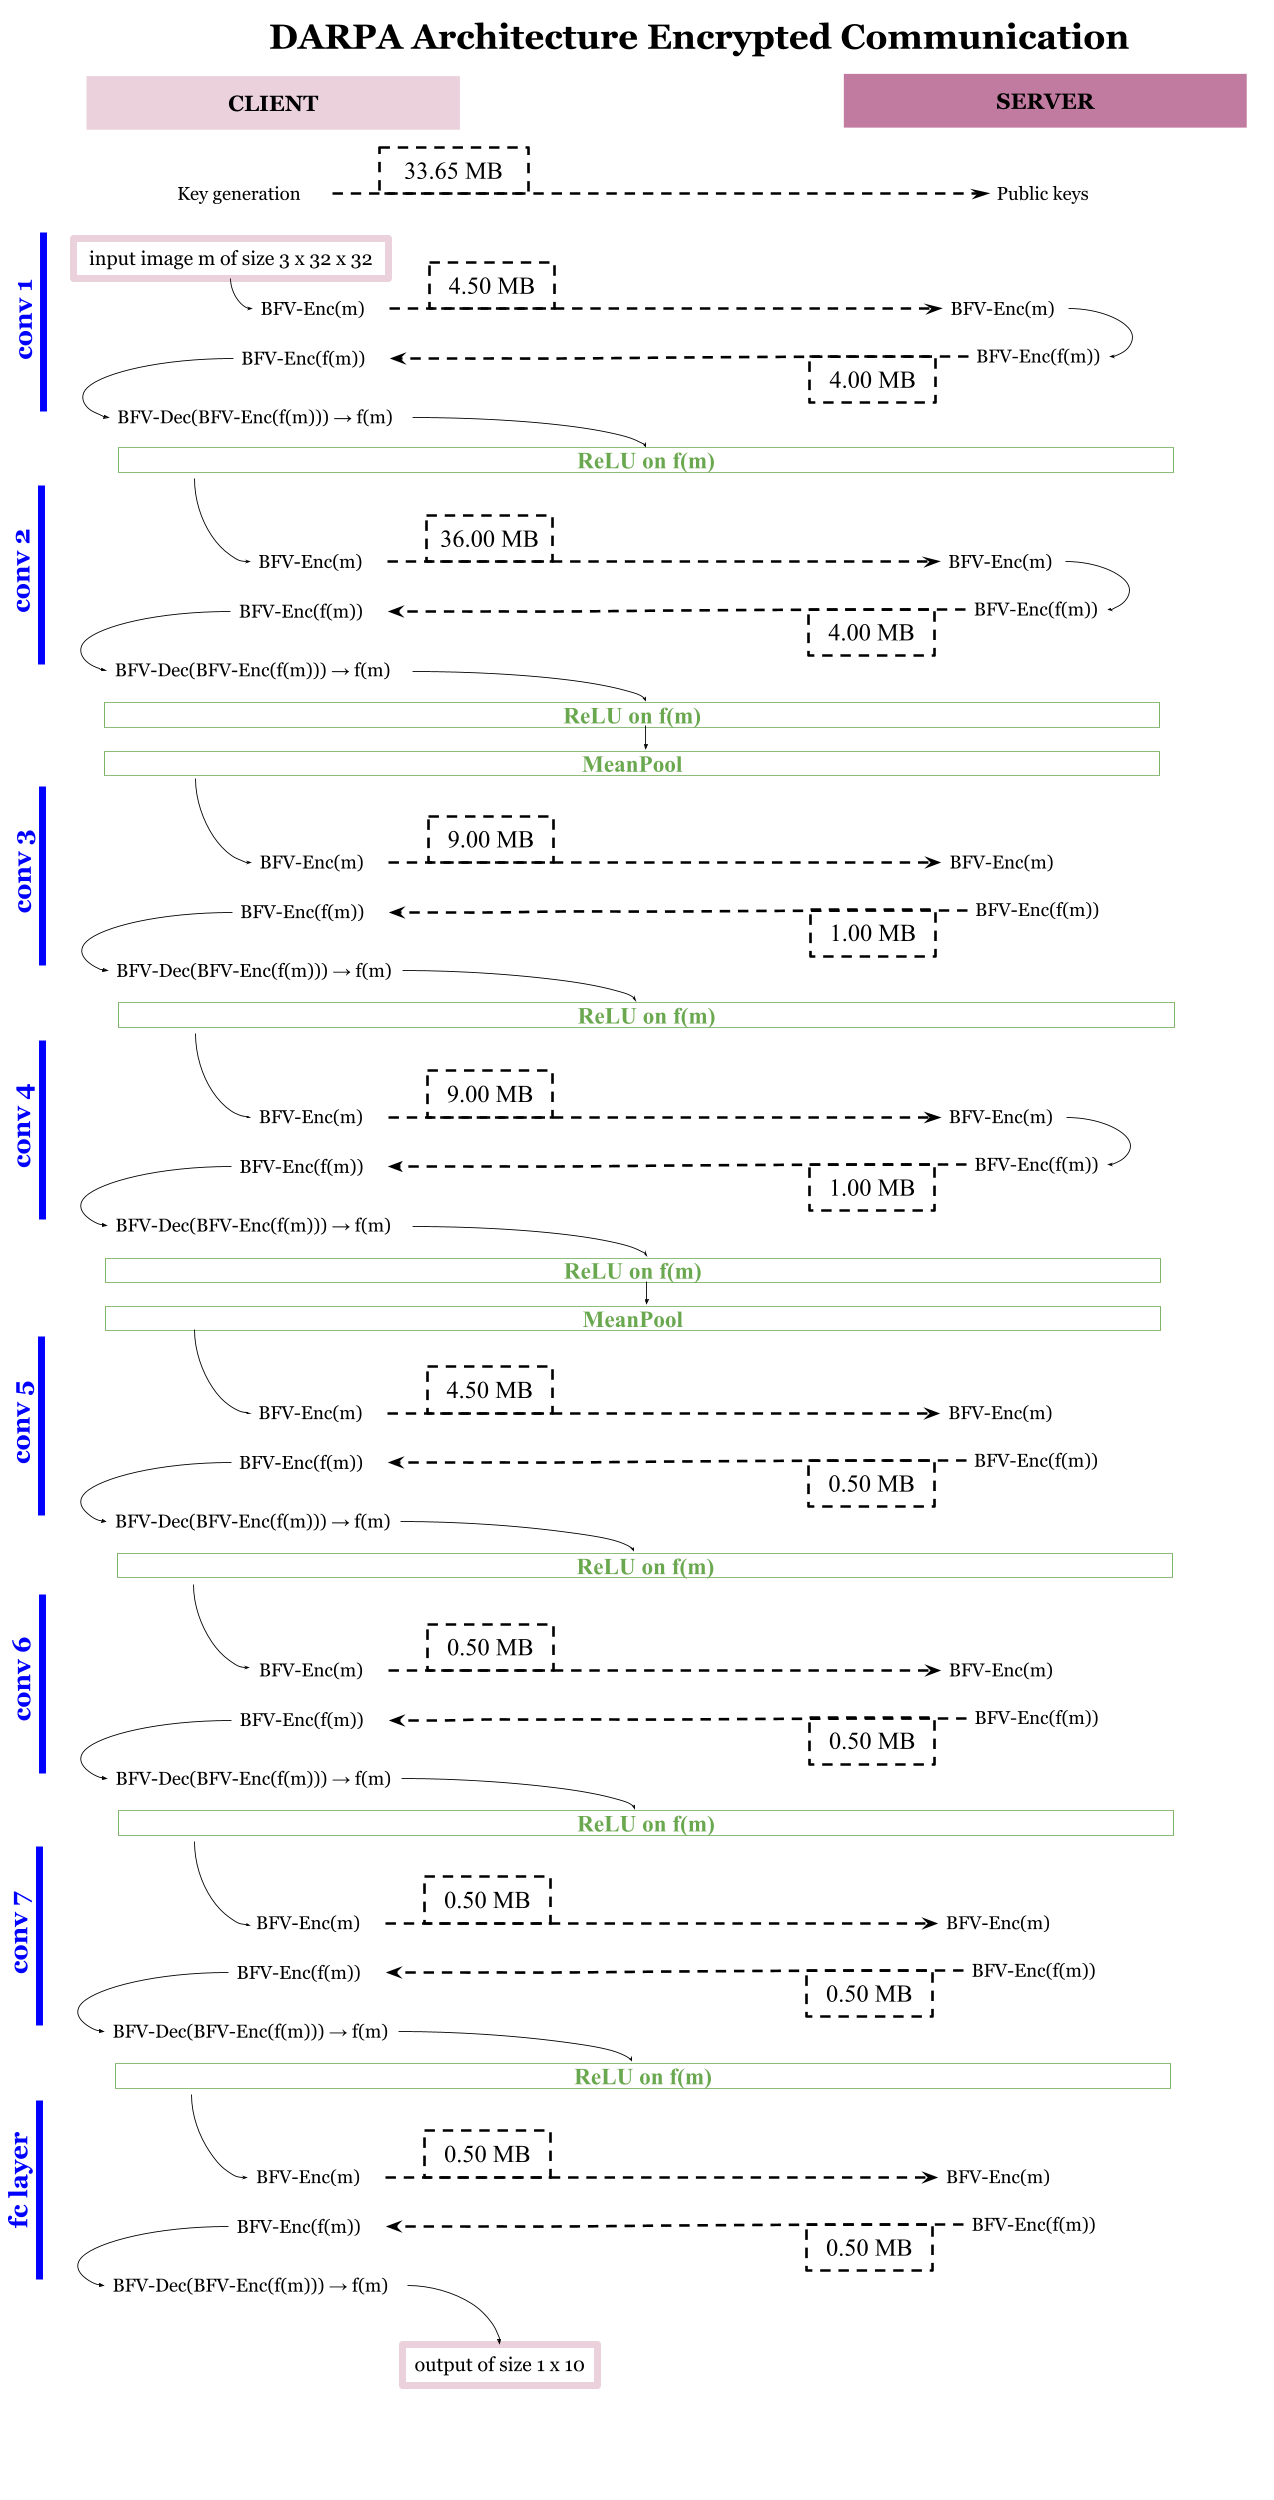 DARPA Architecture Encrypted Communication
CLIENT
SERVER
33.65 MB
Key generation
Public keys
conv 1
input image m of size 3 x 32 x 32
4.50 MB
BFV-Enc(m)
BFV-Enc(m)
BFV-Enc(f(m))
BFV-Enc(f(m))
4.00 MB
BFV-Dec(BFV-Enc(f(m))) → f(m)
ReLU on f(m)
conv 2
36.00 MB
BFV-Enc(m)
BFV-Enc(m)
BFV-Enc(f(m))
BFV-Enc(f(m))
4.00 MB
BFV-Dec(BFV-Enc(f(m))) → f(m)
ReLU on f(m)
MeanPool
conv 3
9.00 MB
BFV-Enc(m)
BFV-Enc(m)
BFV-Enc(f(m))
BFV-Enc(f(m))
1.00 MB
BFV-Dec(BFV-Enc(f(m))) → f(m)
ReLU on f(m)
conv 4
9.00 MB
BFV-Enc(m)
BFV-Enc(m)
BFV-Enc(f(m))
BFV-Enc(f(m))
1.00 MB
BFV-Dec(BFV-Enc(f(m))) → f(m)
ReLU on f(m)
MeanPool
conv 5
4.50 MB
BFV-Enc(m)
BFV-Enc(m)
BFV-Enc(f(m))
BFV-Enc(f(m))
0.50 MB
BFV-Dec(BFV-Enc(f(m))) → f(m)
ReLU on f(m)
conv 6
0.50 MB
BFV-Enc(m)
BFV-Enc(m)
BFV-Enc(f(m))
BFV-Enc(f(m))
0.50 MB
BFV-Dec(BFV-Enc(f(m))) → f(m)
ReLU on f(m)
conv 7
0.50 MB
BFV-Enc(m)
BFV-Enc(m)
BFV-Enc(f(m))
BFV-Enc(f(m))
0.50 MB
BFV-Dec(BFV-Enc(f(m))) → f(m)
ReLU on f(m)
fc layer
0.50 MB
BFV-Enc(m)
BFV-Enc(m)
BFV-Enc(f(m))
BFV-Enc(f(m))
0.50 MB
BFV-Dec(BFV-Enc(f(m))) → f(m)
output of size 1 x 10